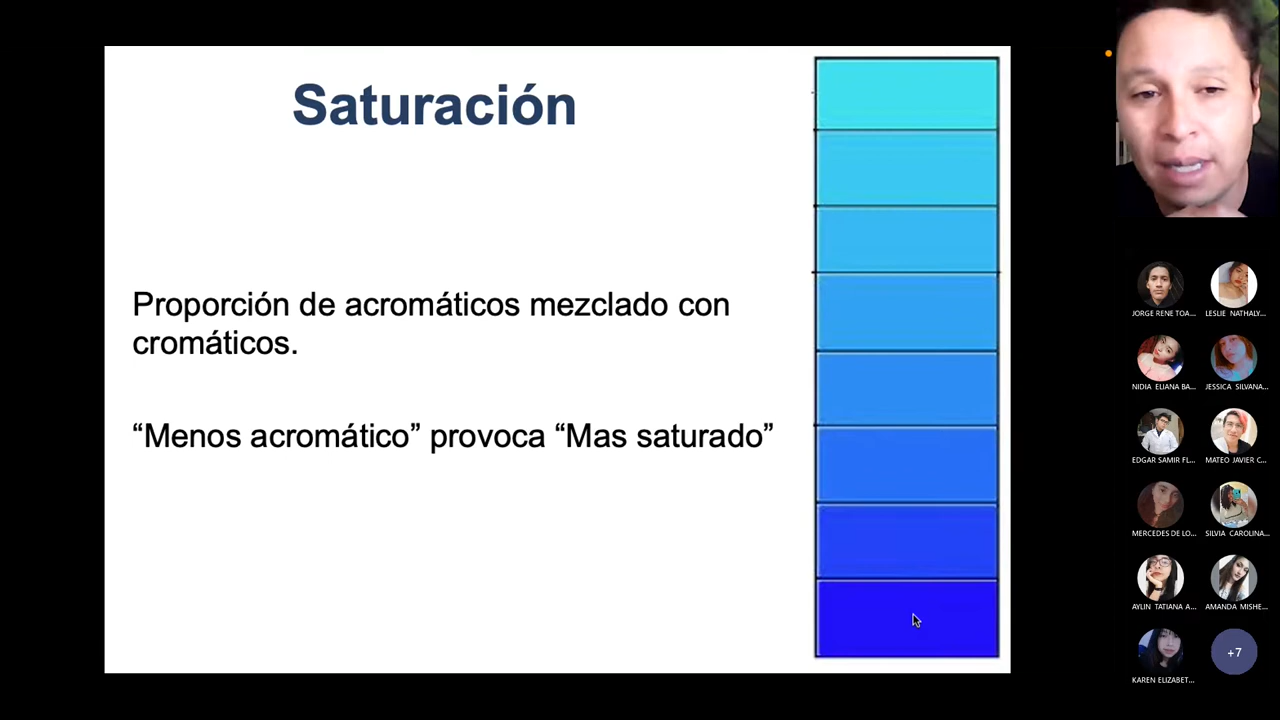 Saturación
Proporción de acromáticos mezclado con
cromáticos.
“Menos acromático” provoca “Mas saturado”
JORGE RENE TOA...
LESLIE NATHALY...
NIDIA ELIANA BA...
JESSICA SILVANA...
EDGAR SAMIR FL...
MATEO JAVIER C...
MERCEDES DE LO...
SILVIA CAROLINA...
AYLIN TATIANA A...
AMANDA MISHE...
KAREN ELIZABET...
+7